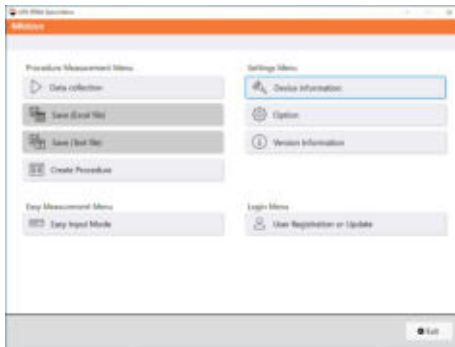 Mitutoyo
Procedure Measurement Menu
Data collection
Save (Excel file)
Save (Text file)
Create Procedure
Easy Measurement Menu
Easy Input Mode
Settings Menu
Device information
Option
Version Information
Login Menu
User Registration or Update
Exit